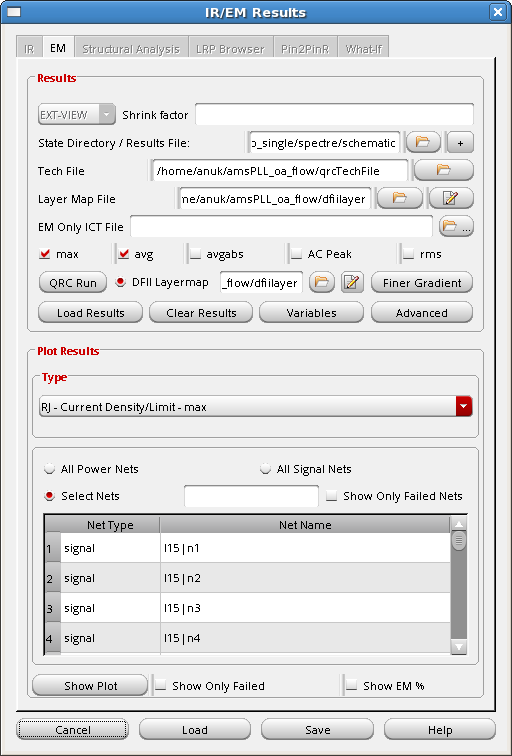 IR/EM Results
IR EM Structural Analysis LRP Browser Pin2PinR What-If
Results
EXT-VIEW Shrink factor
State Directory / Results File: o_single/spectre/schematic +
Tech File /home/anuk/amsPLL_oa_flow/qrcTechFile
Layer Map File ne/anuk/amsPLL_oa_flow/dfiilayer
EM Only ICT File ...
max avg avgabs AC Peak rms
QRC Run DFII Layermap _flow/dfiilayer Finer Gradient
Load Results Clear Results Variables Advanced
Plot Results
Type
RJ - Current Density/Limit - max
All Power Nets All Signal Nets
Select Nets Show Only Failed Nets
Net Type Net Name
1 signal I15|n1
2 signal I15|n2
3 signal I15|n3
4 signal I15|n4
Show Plot Show Only Failed Show EM %
Cancel Load Save Help